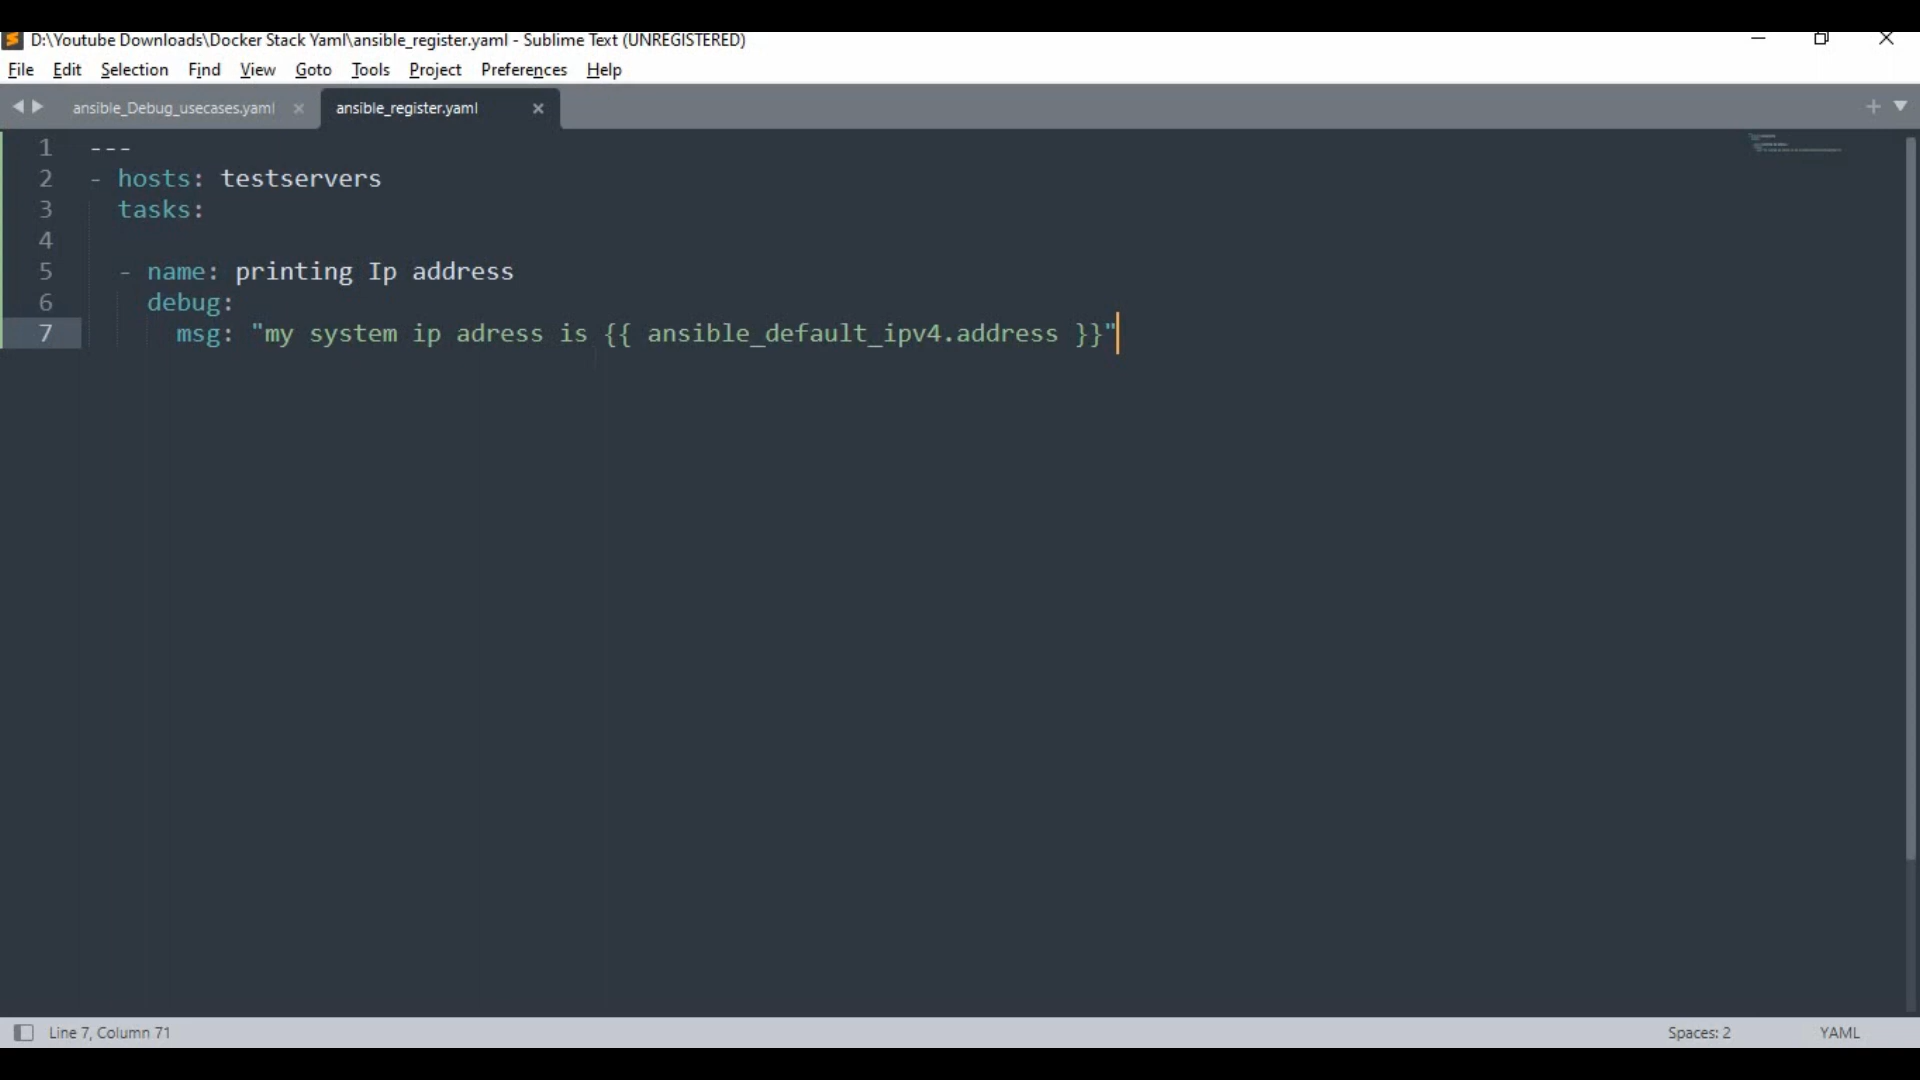 D:\Youtube Downloads\Docker Stack Yaml\ansible_register.yaml - Sublime Text (UNREGISTERED)
File Edit Selection Find View Goto Tools Project Preferences Help
ansible_Debug_usecases.yaml ansible_register.yaml
1 ---
2 - hosts: testservers
3   tasks:
4
5   - name: printing Ip address
6     debug:
7       msg: "my system ip adress is {{ ansible_default_ipv4.address }}"
Line 7, Column 71 Spaces: 2 YAML